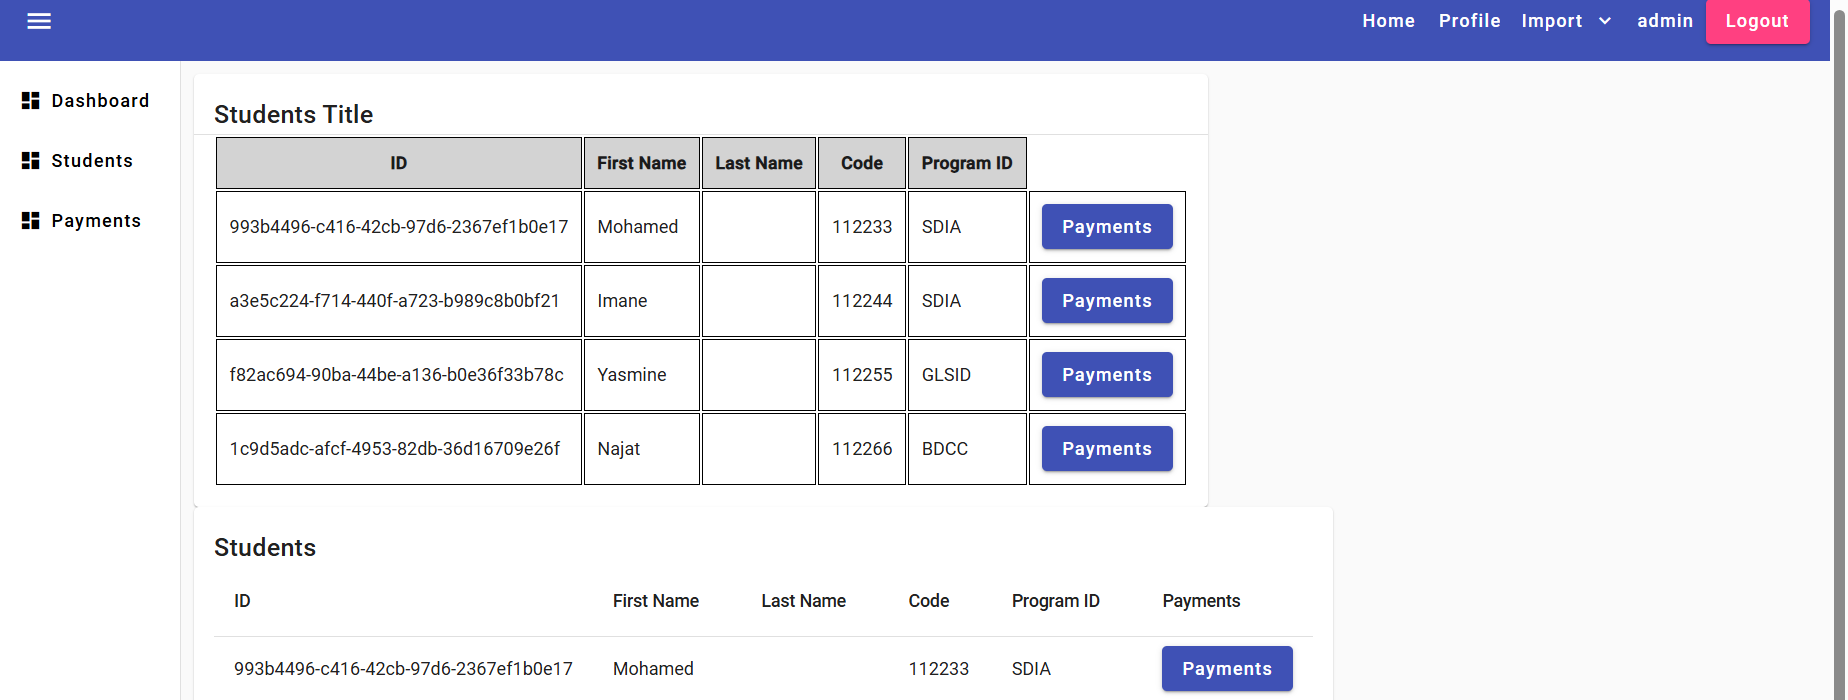 Home Profile Import admin Logout
Dashboard
Students
Payments
Students Title
ID First Name Last Name Code Program ID
993b4496-c416-42cb-97d6-2367ef1b0e17 Mohamed 112233 SDIA Payments
a3e5c224-f714-440f-a723-b989c8b0bf21 Imane 112244 SDIA Payments
f82ac694-90ba-44be-a136-b0e36f33b78c Yasmine 112255 GLSID Payments
1c9d5adc-afcf-4953-82db-36d16709e26f Najat 112266 BDCC Payments
Students
ID First Name Last Name Code Program ID Payments
993b4496-c416-42cb-97d6-2367ef1b0e17 Mohamed 112233 SDIA Payments